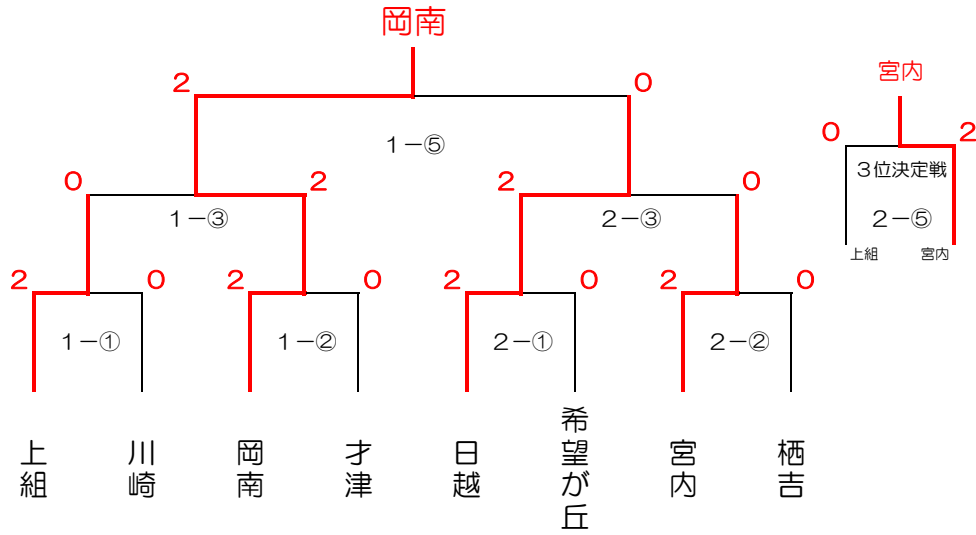 岡南
2 0
1－⑤
0 2 2 0
1－③ 2－③
2 0 2 0 2 0 2 0
1－① 1－② 2－① 2－②
上組 川崎 岡南 才津 日越 希望が丘 宮内 栖吉
宮内
0 2
3位決定戦
2－⑤
上組 宮内